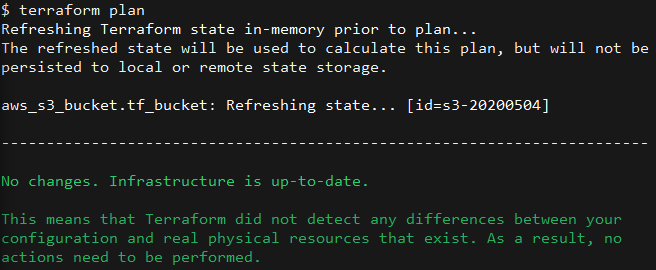 $ terraform plan
Refreshing Terraform state in-memory prior to plan...
The refreshed state will be used to calculate this plan, but will not be
persisted to local or remote state storage.
aws_s3_bucket.tf_bucket: Refreshing state... [id=s3-20200504]
------------------------------------------------------------------------
No changes. Infrastructure is up-to-date.
This means that Terraform did not detect any differences between your
configuration and real physical resources that exist. As a result, no
actions need to be performed.